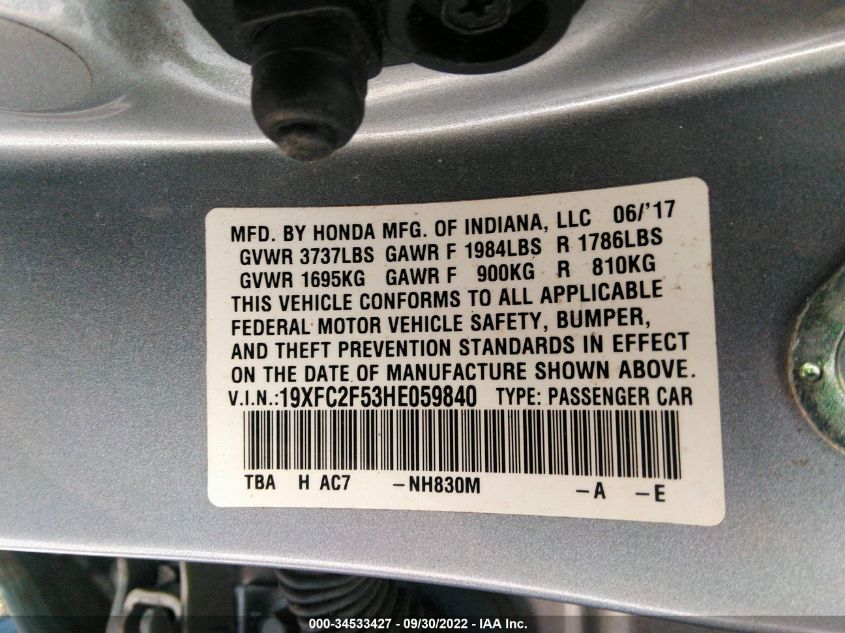 MFD. BY HONDA MFG. OF INDIANA, LLC 06/'17
GVWR 3737LBS GAWR F 1984LBS R 1786LBS
GVWR 1695KG GAWR F 900KG R 810KG
THIS VEHICLE CONFORMS TO ALL APPLICABLE
FEDERAL MOTOR VEHICLE SAFETY, BUMPER,
AND THEFT PREVENTION STANDARDS IN EFFECT
ON THE DATE OF MANUFACTURE SHOWN ABOVE.
V.I.N.:19XFC2F53HE059840 TYPE: PASSENGER CAR
TBA H AC7 -NH830M -A -E
000-34533427 - 09/30/2022 - IAA Inc.